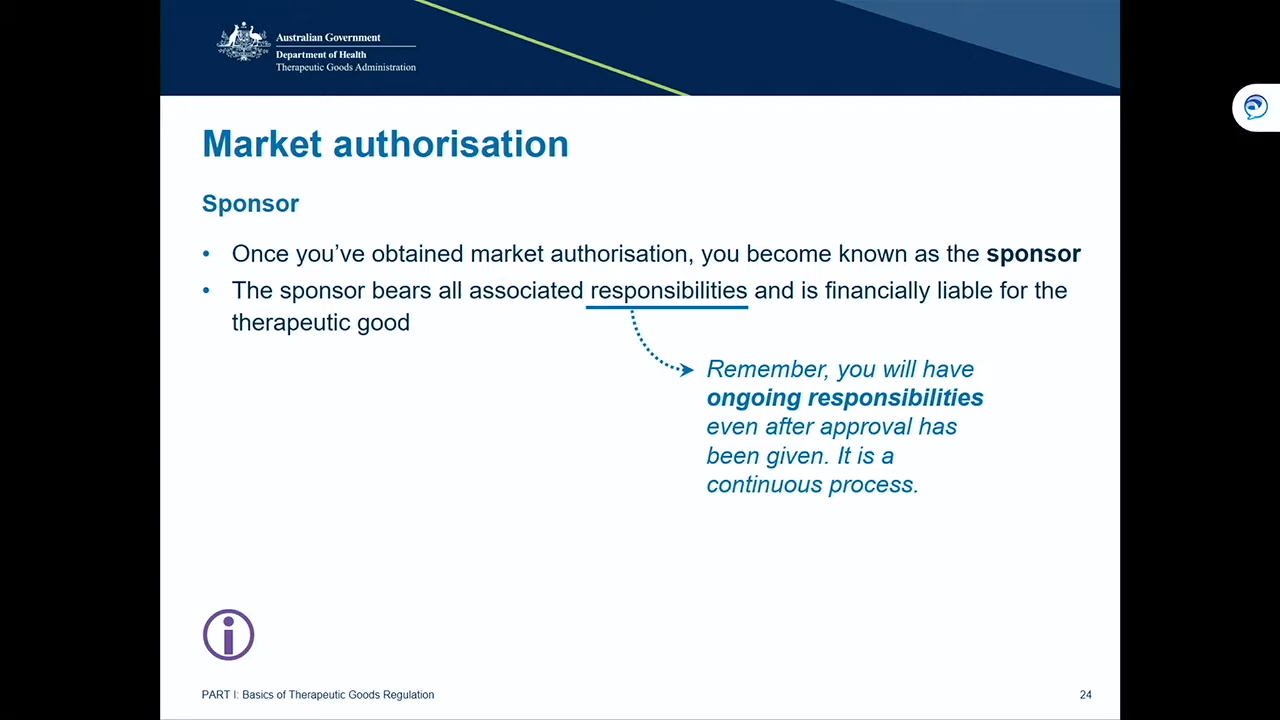 Australian Government
Department of Health
Therapeutic Goods Administration
Market authorisation
Sponsor
• Once you’ve obtained market authorisation, you become known as the sponsor
• The sponsor bears all associated responsibilities and is financially liable for the
therapeutic good
Remember, you will have
ongoing responsibilities
even after approval has
been given. It is a
continuous process.
i
PART I: Basics of Therapeutic Goods Regulation
24